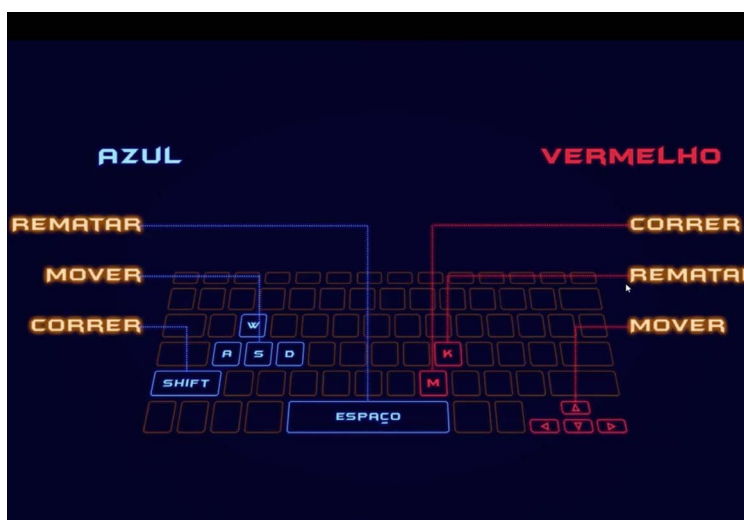 AZUL
VERMELHO
REMATAR
CORRER
MOVER
REMATAR
CORRER
MOVER
W
A S D
K
SHIFT
M
ESPAÇO